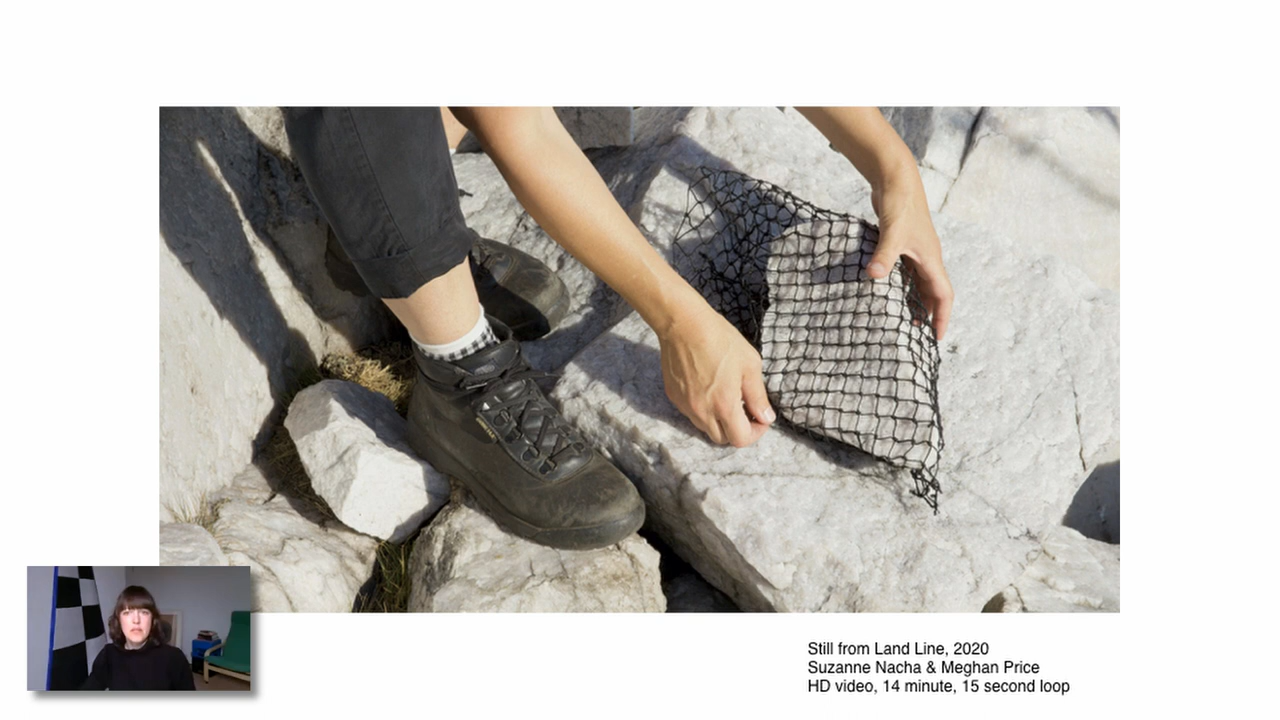 Still from Land Line, 2020
Suzanne Nacha & Meghan Price
HD video, 14 minute, 15 second loop